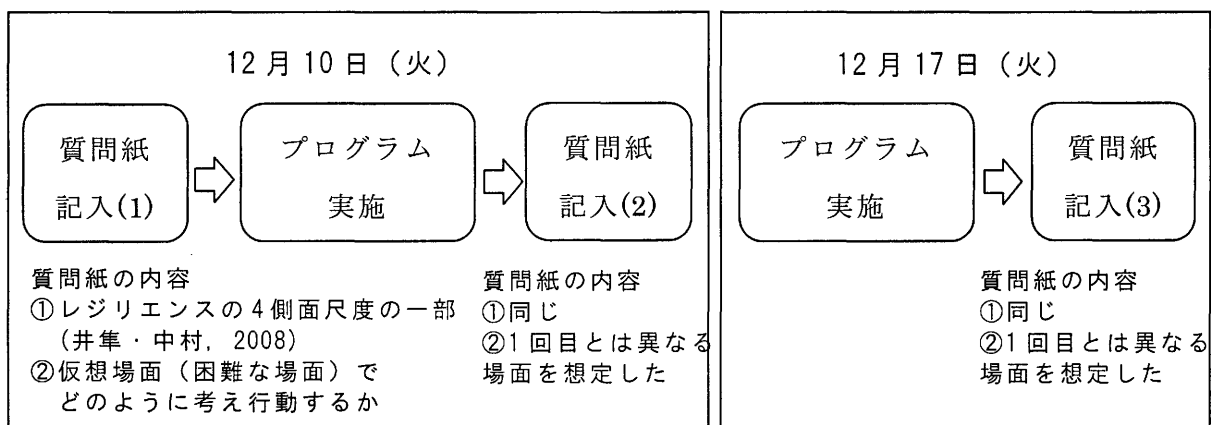 12月10日（火）
質問紙
記入(1)
プログラム
実施
質問紙
記入(2)
質問紙の内容
①レジリエンスの4側面尺度の一部
（井隼・中村，2008）
②仮想場面（困難な場面）で
どのように考え行動するか
質問紙の内容
①同じ
②1回目とは異なる
場面を想定した
12月17日（火）
プログラム
実施
質問紙
記入(3)
質問紙の内容
①同じ
②1回目とは異なる
場面を想定した